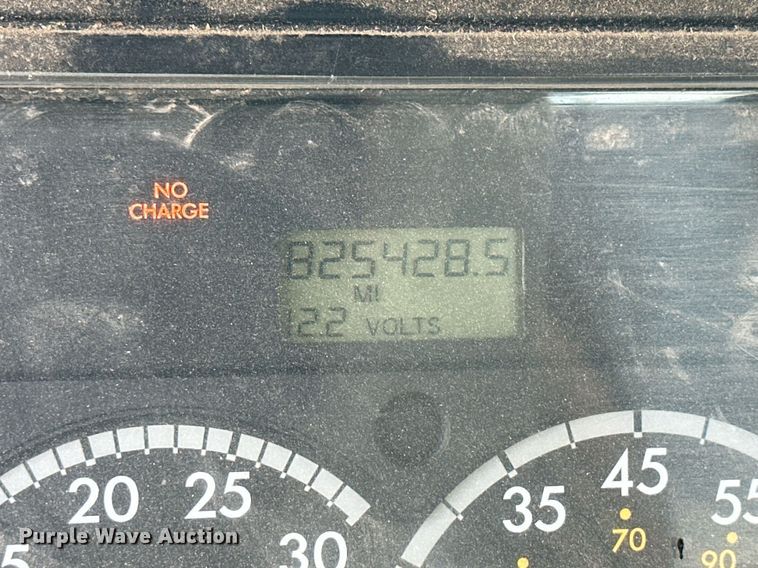 NO
CHARGE
825428.5
MI
12.2 VOLTS
20 25 30
35 45 55
70 90
Purple Wave Auction